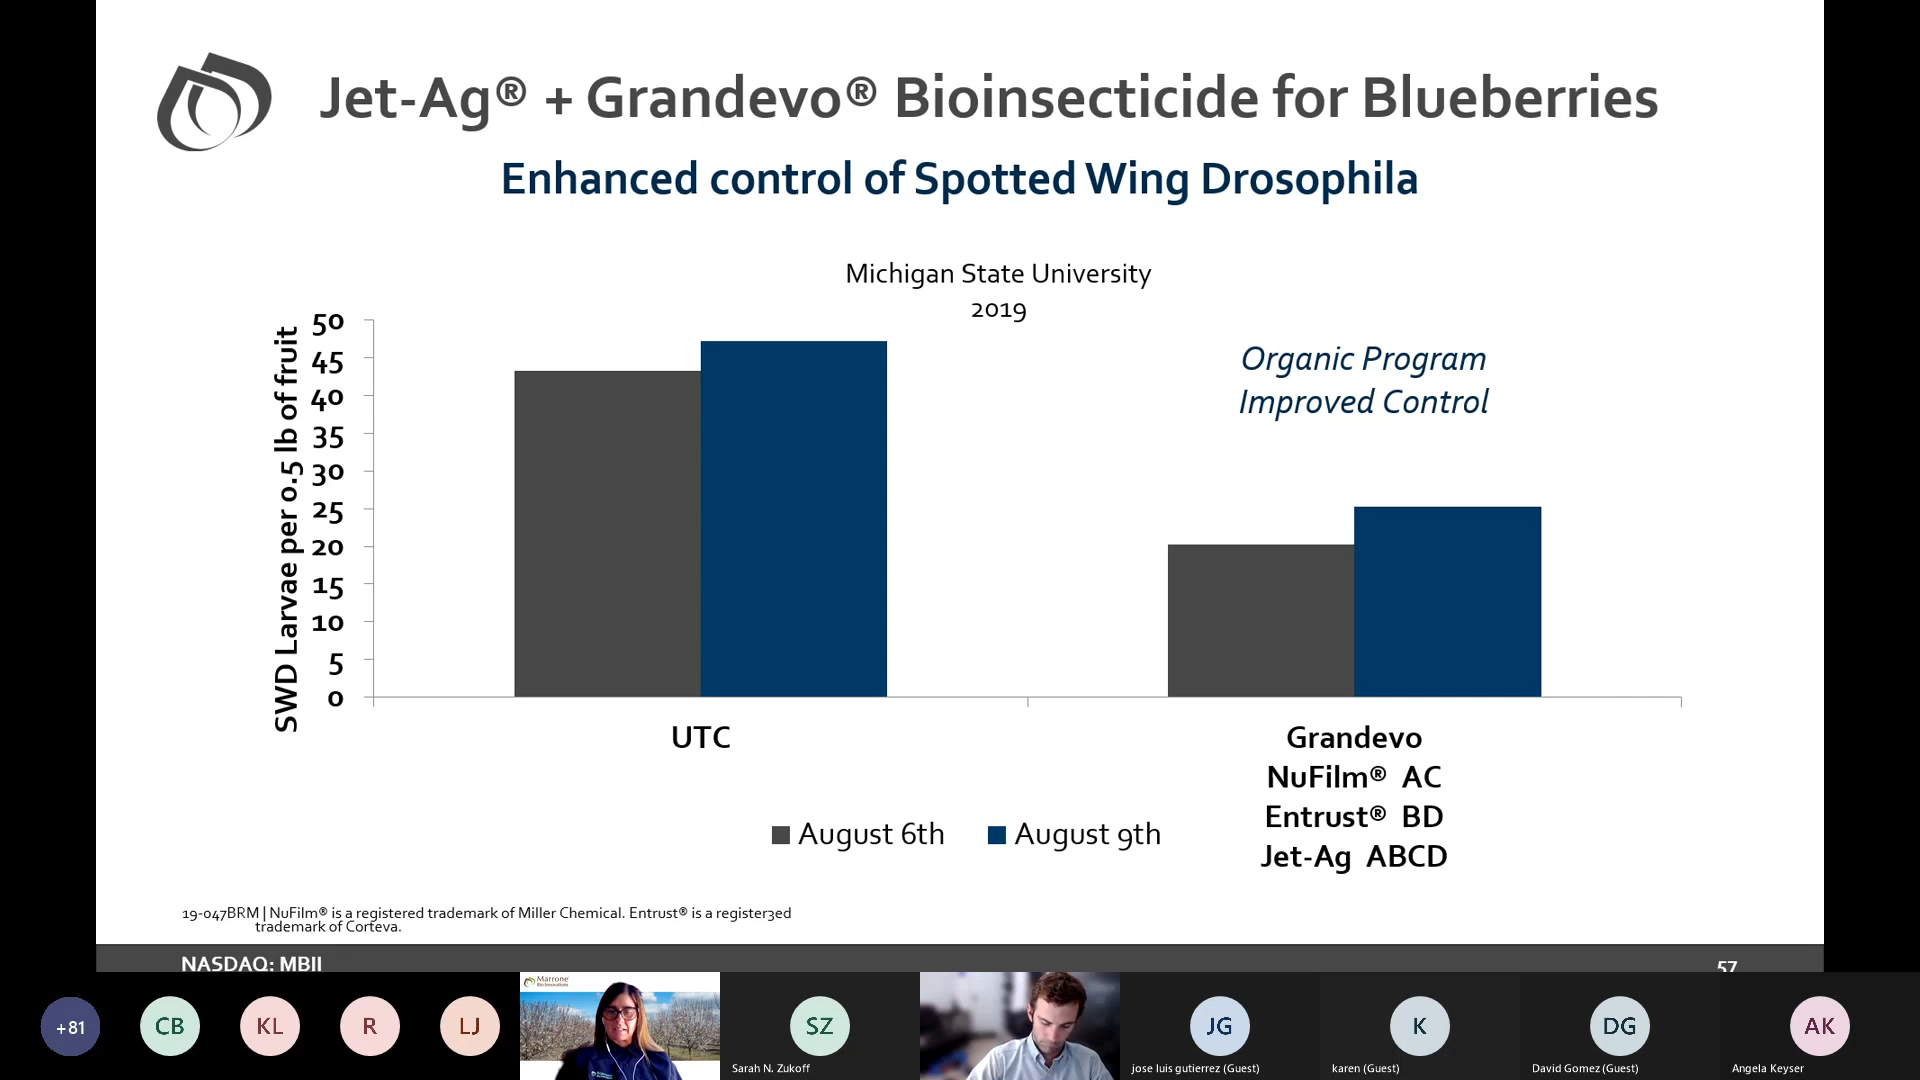 Jet-Ag® + Grandevo® Bioinsecticide for Blueberries
Enhanced control of Spotted Wing Drosophila
Michigan State University
2019
SWD Larvae per 0.5 lb of fruit
50
45
40
35
30
25
20
15
10
5
0
Organic Program
Improved Control
UTC
Grandevo
NuFilm® AC
Entrust® BD
Jet-Ag ABCD
August 6th
August 9th
19-047BRM | NuFilm® is a registered trademark of Miller Chemical. Entrust® is a register3ed
trademark of Corteva.
NASDAQ: MBII
57
+81
CB
KL
R
LJ
Marrone
Bio Innovations
SZ
Sarah N. Zukoff
JG
jose luis gutierrez (Guest)
K
karen (Guest)
DG
David Gomez (Guest)
AK
Angela Keyser